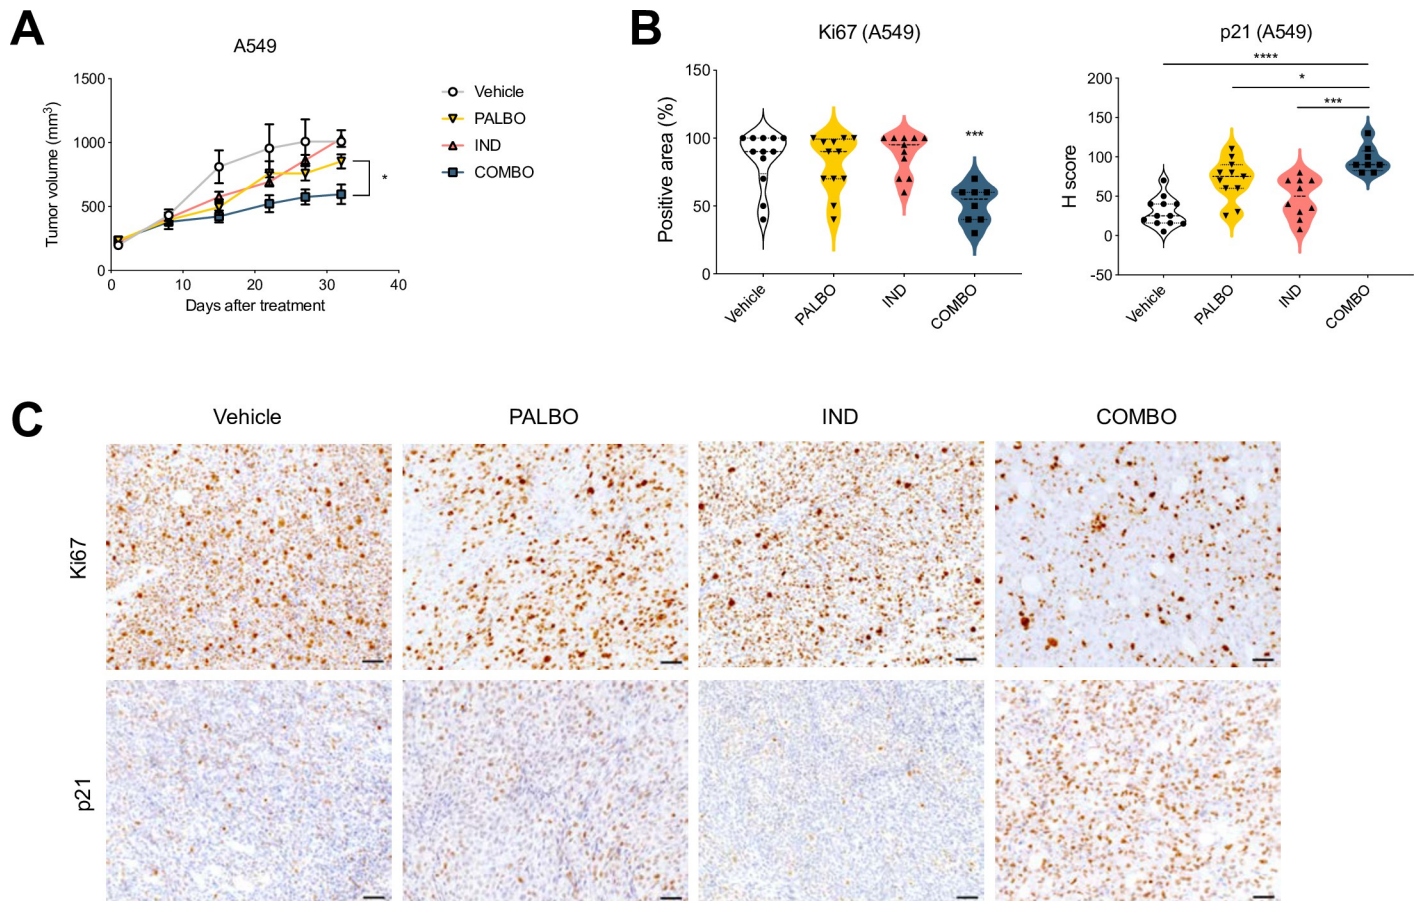 A
A549
Tumor volume (mm³)
1500
1000
500
0
0 10 20 30 40
Days after treatment
*
Vehicle
PALBO
IND
COMBO
B
Ki67 (A549)
Positive area (%)
150
100
50
0
***
Vehicle PALBO IND COMBO
p21 (A549)
H score
200
150
100
50
0
-50
****
*
***
Vehicle PALBO IND COMBO
C
Vehicle PALBO IND COMBO
Ki67
p21